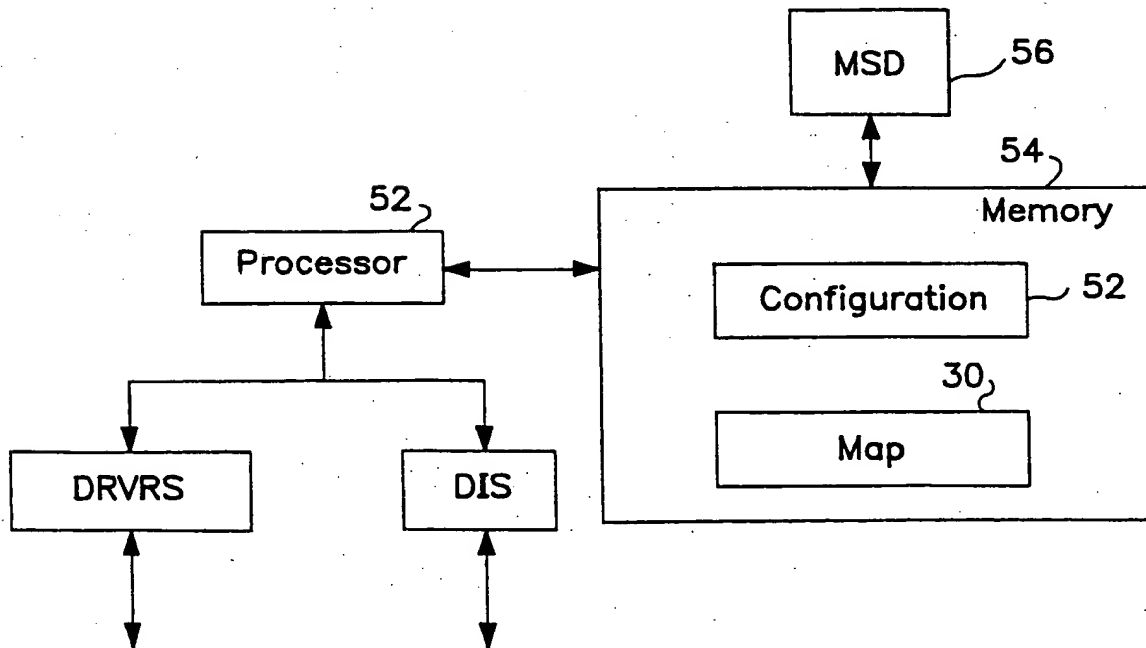 MSD
56
54
Memory
52
Processor
Configuration
52
30
Map
DRVRS
DIS